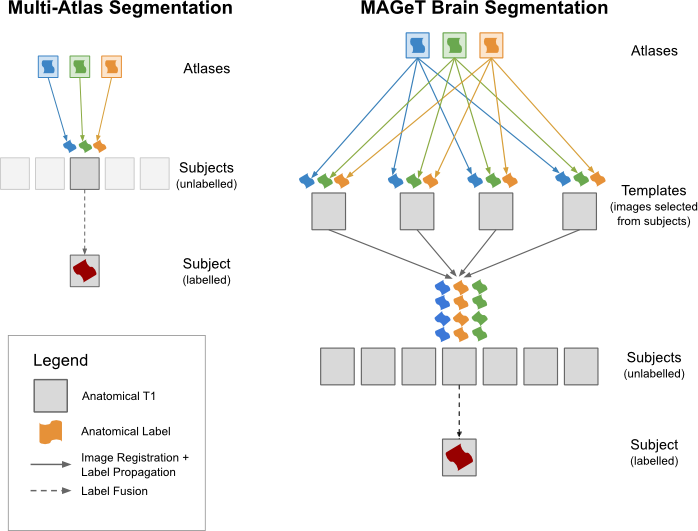 Multi-Atlas Segmentation
Atlases
Subjects
(unlabelled)
Subject
(labelled)
MAGeT Brain Segmentation
Atlases
Templates
(images selected
from subjects)
Subjects
(unlabelled)
Subject
(labelled)
Legend
Anatomical T1
Anatomical Label
Image Registration +
Label Propagation
Label Fusion